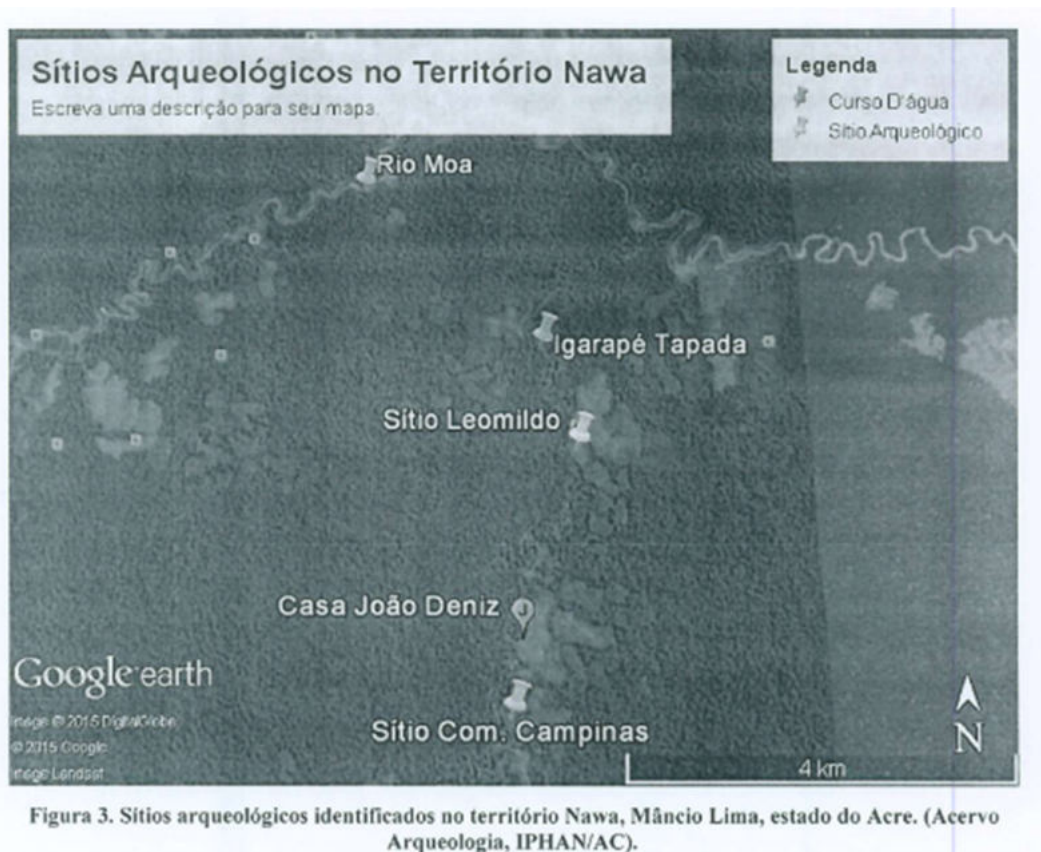 Sítios Arqueológicos no Território Nawa
Escreva uma descrição para seu mapa.
Legenda
Curso D'água
Sítio Arqueológico
Rio Moa
Igarapé Tapada
Sítio Leomildo
Casa João Deniz
Sítio Com. Campinas
Google earth
Image © 2015 DigitalGlobe
© 2015 Google
Image Landsat
N
4 km
Figura 3. Sítios arqueológicos identificados no território Nawa, Mâncio Lima, estado do Acre. (Acervo
Arqueologia, IPHAN/AC).